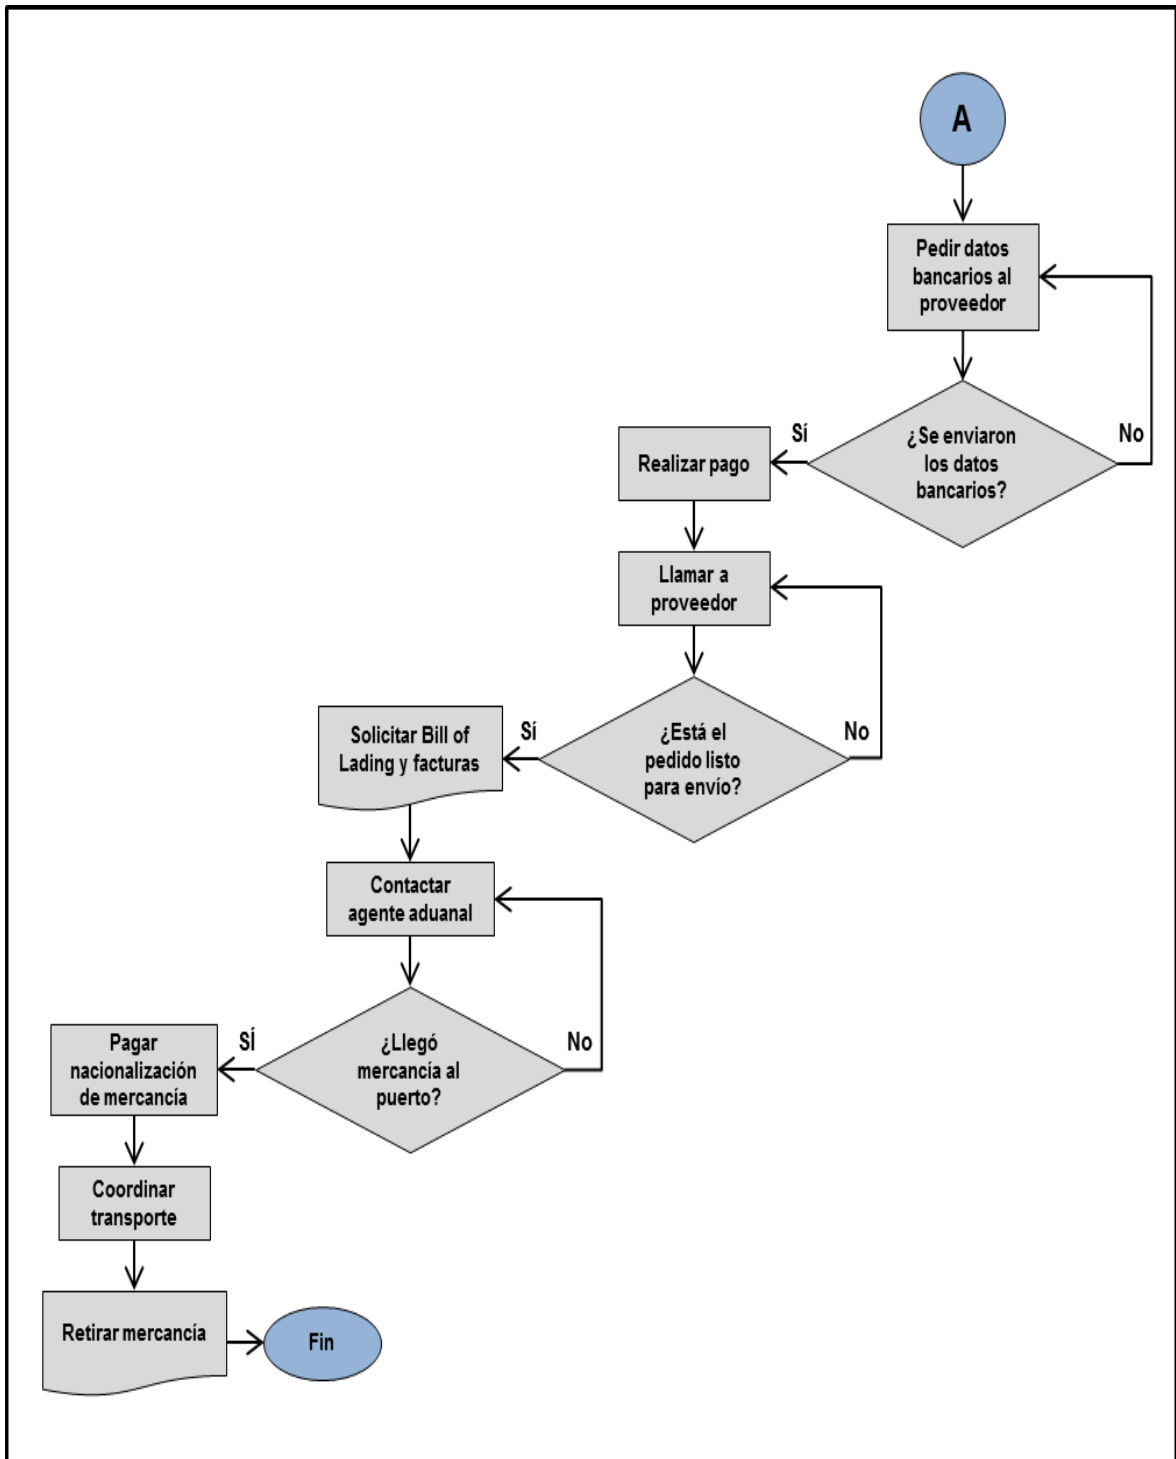 A
Pedir datos
bancarios al
proveedor
¿Se enviaron
los datos
bancarios?
Sí
No
Realizar pago
Llamar a
proveedor
¿Está el
pedido listo
para envío?
Sí
No
Solicitar Bill of
Lading y facturas
Contactar
agente aduanal
¿Llegó
mercancía al
puerto?
SÍ
No
Pagar
nacionalización
de mercancía
Coordinar
transporte
Retirar mercancía
Fin